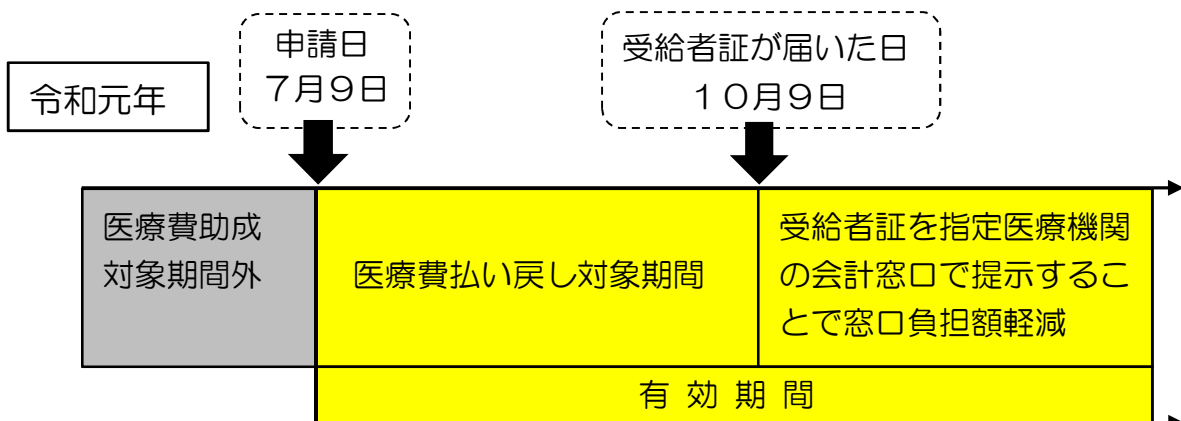 令和元年
申請日
７月９日
受給者証が届いた日
１０月９日
医療費助成
対象期間外
医療費払い戻し対象期間
受給者証を指定医療機関
の会計窓口で提示するこ
とで窓口負担額軽減
有 効 期 間